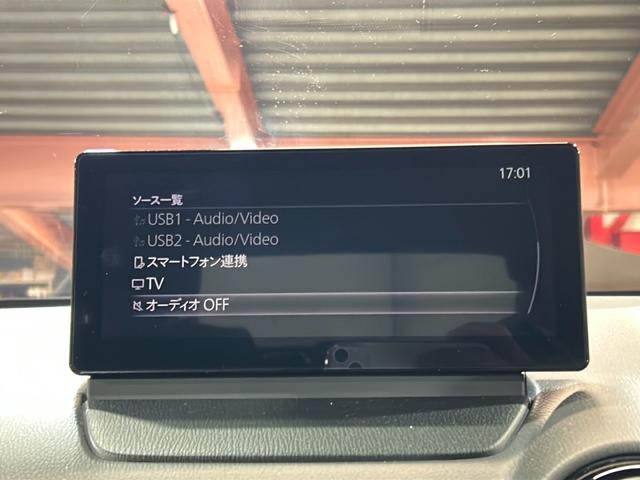 17:01
ソース一覧
USB1 - Audio/Video
USB2 - Audio/Video
スマートフォン連携
TV
オーディオ OFF